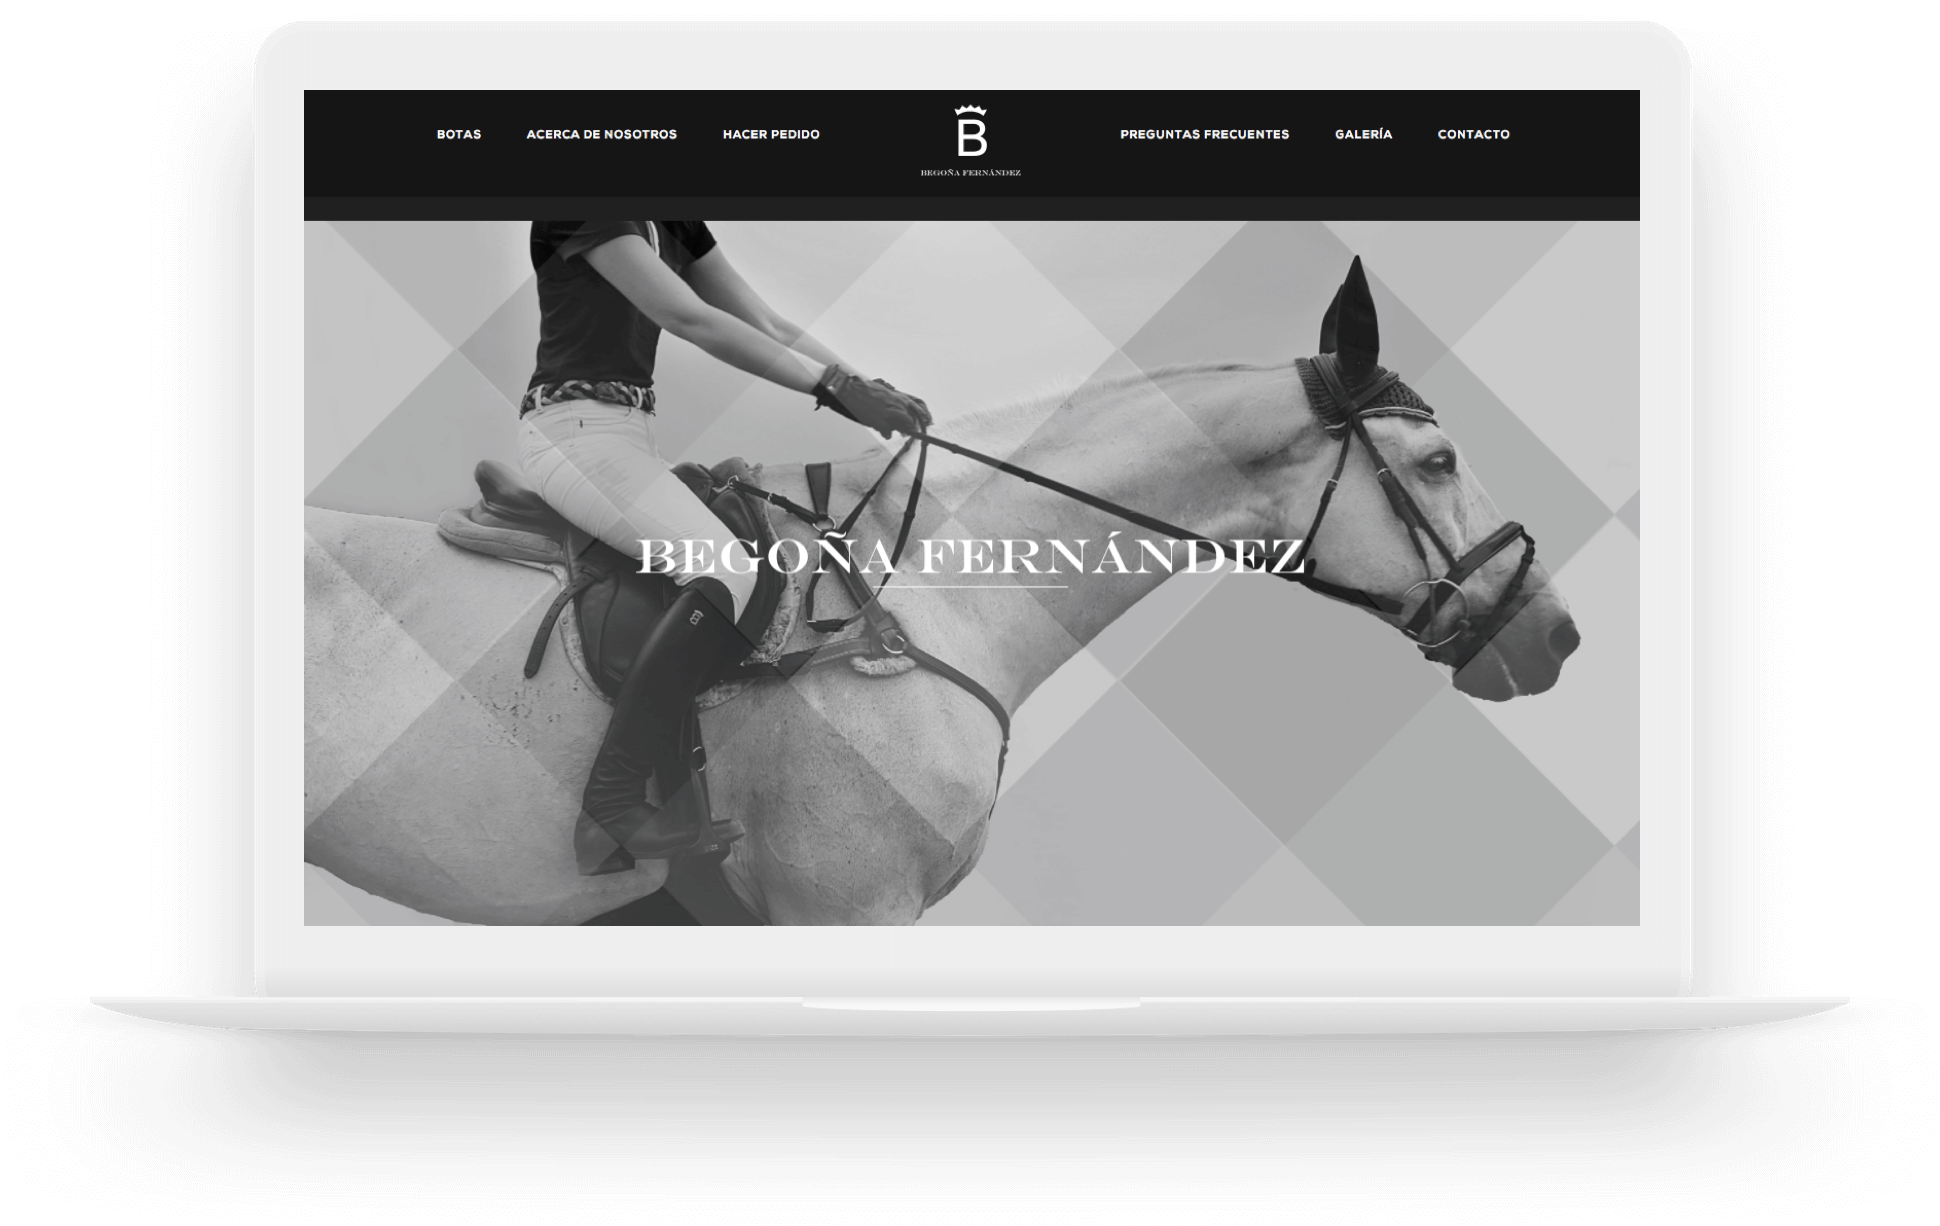 BOTAS ACERCA DE NOSOTROS HACER PEDIDO B PREGUNTAS FRECUENTES GALERÍA CONTACTO
BEGOÑA FERNÁNDEZ
BEGOÑA FERNÁNDEZ